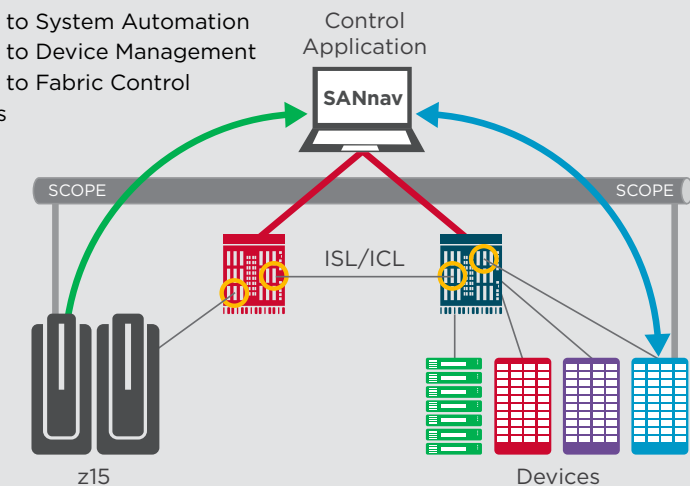 to System Automation
to Device Management
to Fabric Control
s
Control
Application
SANnav
SCOPE
SCOPE
ISL/ICL
z15
Devices